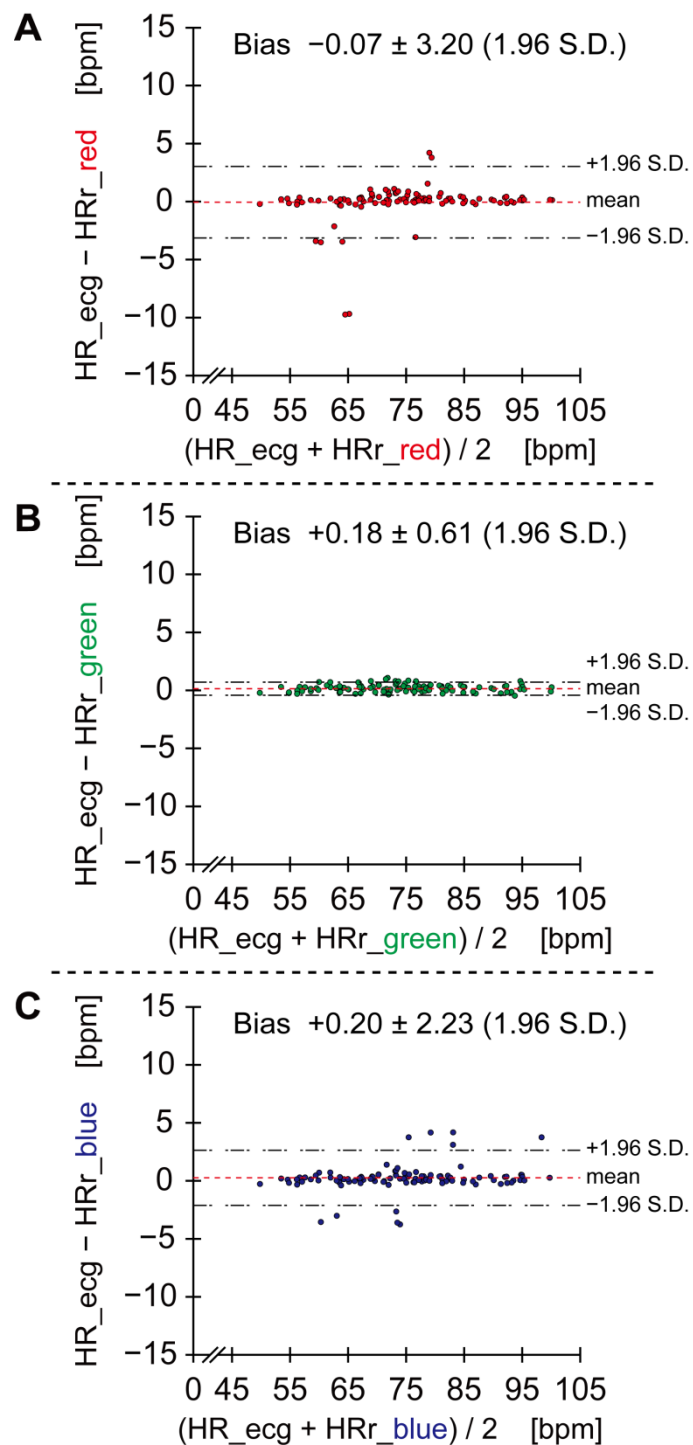 A
HR_ecg − HRr_red [bpm]
Bias −0.07 ± 3.20 (1.96 S.D.)
15
10
5
0
−5
−10
−15
+1.96 S.D.
mean
−1.96 S.D.
0 45 55 65 75 85 95 105
(HR_ecg + HRr_red) / 2 [bpm]
B
HR_ecg − HRr_green [bpm]
Bias +0.18 ± 0.61 (1.96 S.D.)
15
10
5
0
−5
−10
−15
+1.96 S.D.
mean
−1.96 S.D.
0 45 55 65 75 85 95 105
(HR_ecg + HRr_green) / 2 [bpm]
C
HR_ecg − HRr_blue [bpm]
Bias +0.20 ± 2.23 (1.96 S.D.)
15
10
5
0
−5
−10
−15
+1.96 S.D.
mean
−1.96 S.D.
0 45 55 65 75 85 95 105
(HR_ecg + HRr_blue) / 2 [bpm]